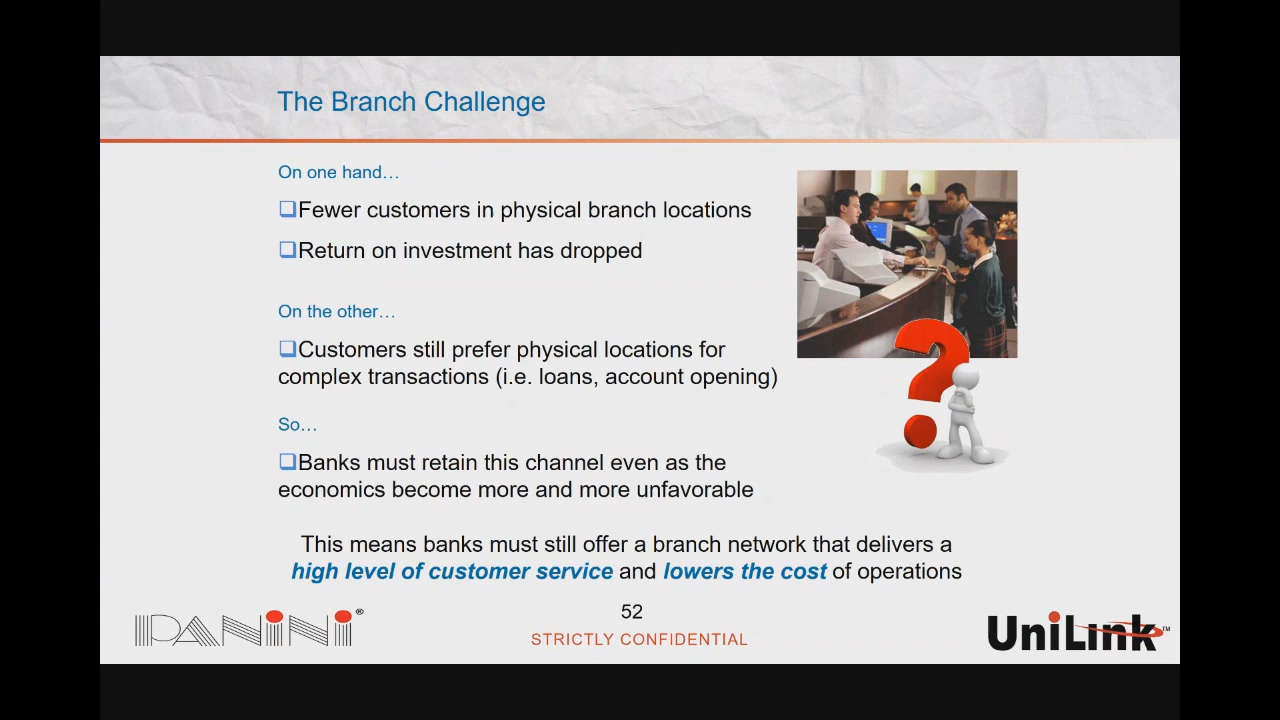 The Branch Challenge
On one hand…
❑Fewer customers in physical branch locations
❑Return on investment has dropped
On the other…
❑Customers still prefer physical locations for
complex transactions (i.e. loans, account opening)
So…
❑Banks must retain this channel even as the
economics become more and more unfavorable
This means banks must still offer a branch network that delivers a
high level of customer service and lowers the cost of operations
PANINI®
52
STRICTLY CONFIDENTIAL
UniLink™